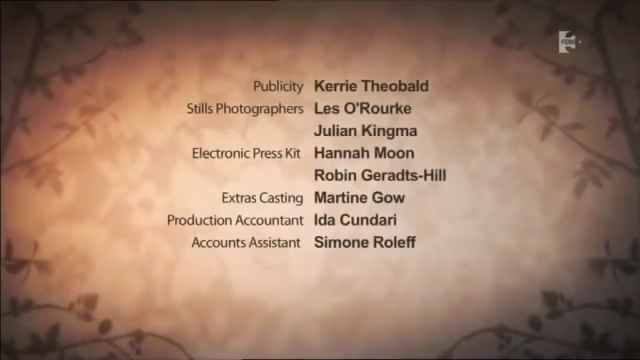 Publicity Kerrie Theobald
Stills Photographers Les O'Rourke
Julian Kingma
Electronic Press Kit Hannah Moon
Robin Geradts-Hill
Extras Casting Martine Gow
Production Accountant Ida Cundari
Accounts Assistant Simone Roleff